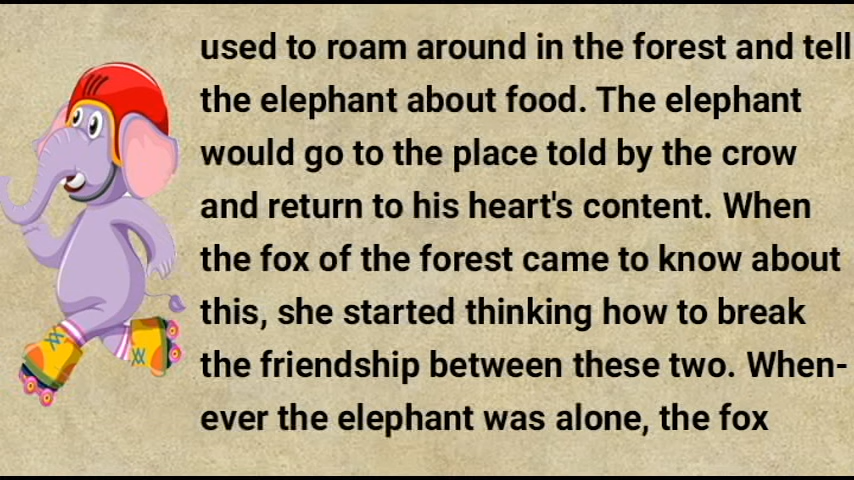 used to roam around in the forest and tell
the elephant about food. The elephant
would go to the place told by the crow
and return to his heart's content. When
the fox of the forest came to know about
this, she started thinking how to break
the friendship between these two. When-
ever the elephant was alone, the fox